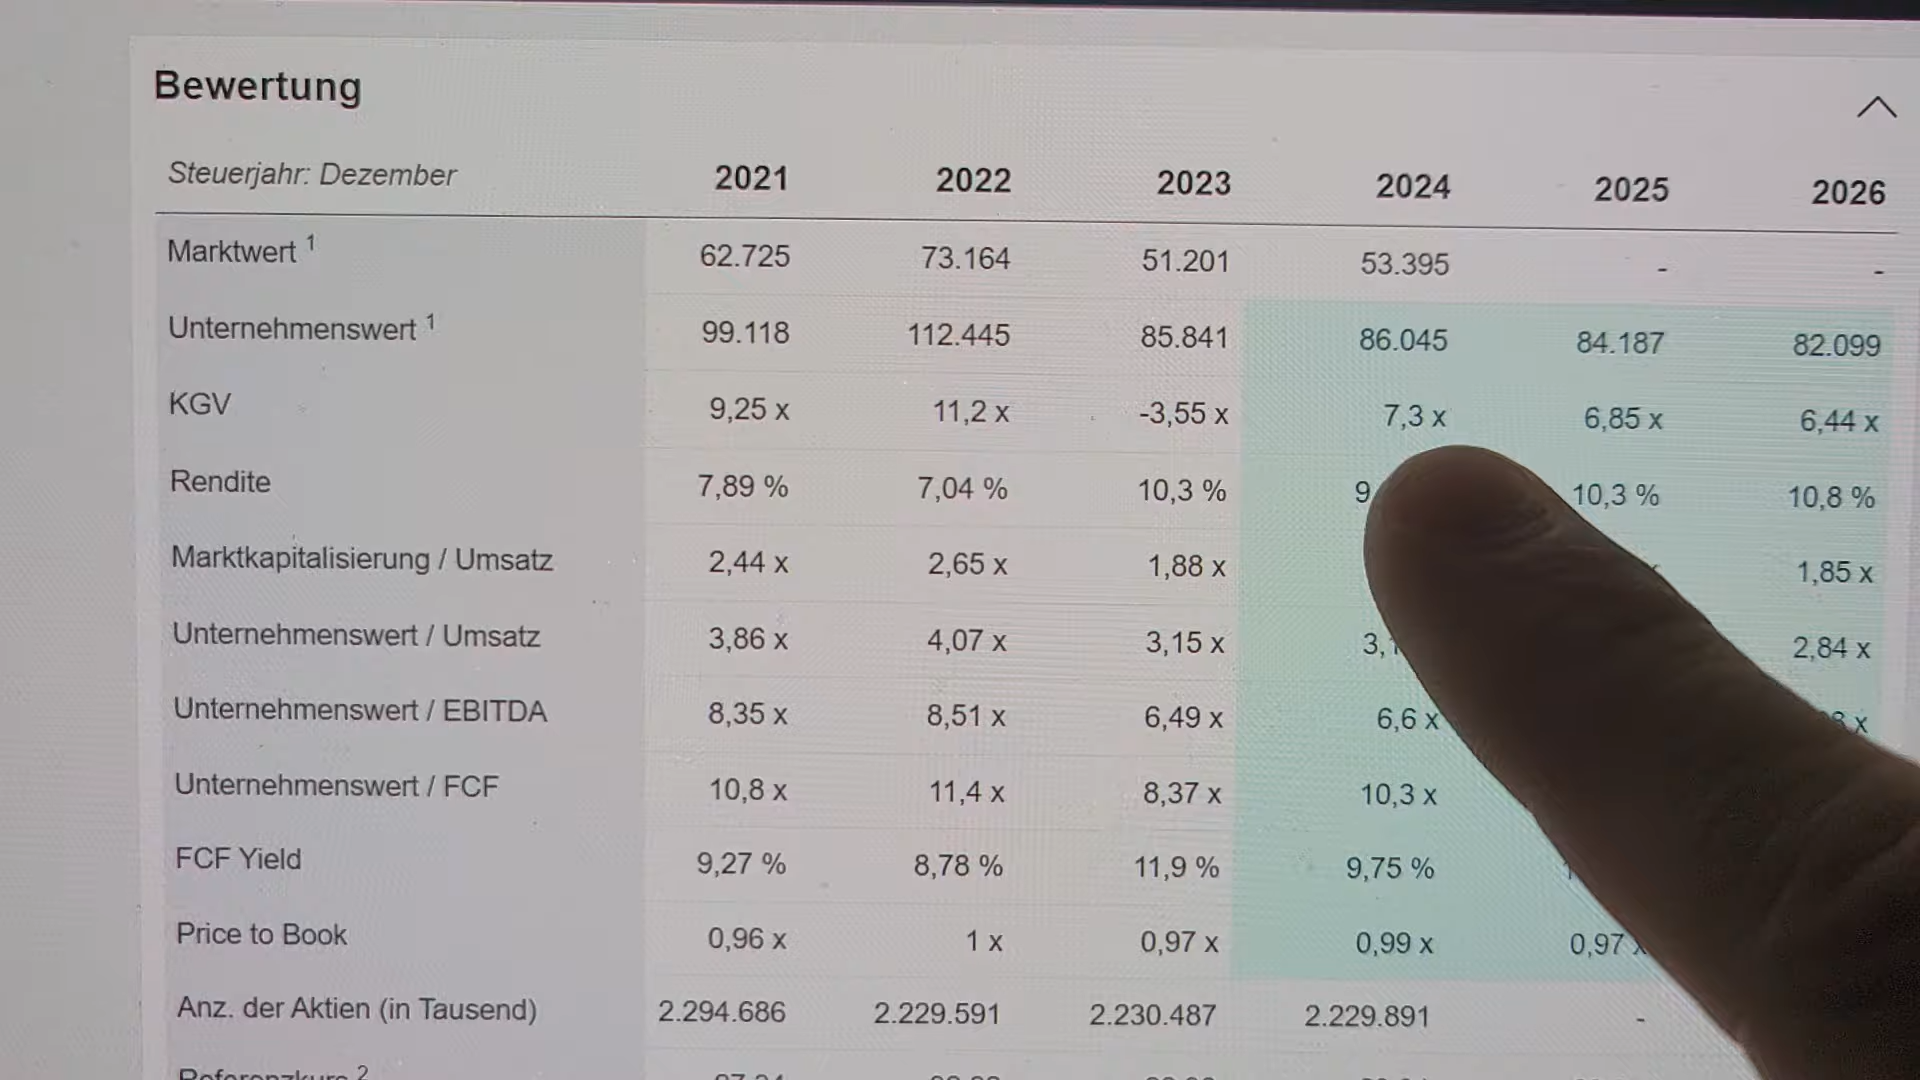 Bewertung
Steuerjahr: Dezember 2021 2022 2023 2024 2025 2026
Marktwert 1 62.725 73.164 51.201 53.395 - -
Unternehmenswert 1 99.118 112.445 85.841 86.045 84.187 82.099
KGV 9,25 x 11,2 x -3,55 x 7,3 x 6,85 x 6,44 x
Rendite 7,89 % 7,04 % 10,3 % 9 10,3 % 10,8 %
Marktkapitalisierung / Umsatz 2,44 x 2,65 x 1,88 x 1,85 x
Unternehmenswert / Umsatz 3,86 x 4,07 x 3,15 x 3, 2,84 x
Unternehmenswert / EBITDA 8,35 x 8,51 x 6,49 x 6,6 x x
Unternehmenswert / FCF 10,8 x 11,4 x 8,37 x 10,3 x
FCF Yield 9,27 % 8,78 % 11,9 % 9,75 %
Price to Book 0,96 x 1 x 0,97 x 0,99 x 0,97 x
Anz. der Aktien (in Tausend) 2.294.686 2.229.591 2.230.487 2.229.891 -
Referenzkurs 2